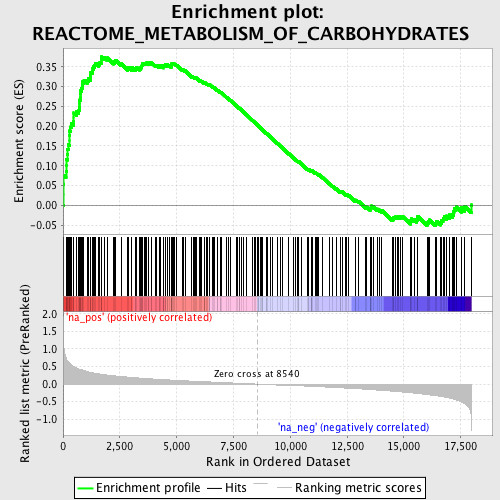 Enrichment plot:
REACTOME_METABOLISM_OF_CARBOHYDRATES
Enrichment score (ES)
0.35
0.30
0.25
0.20
0.15
0.10
0.05
0.00
-0.05
'na_pos' (positively correlated)
Ranked list metric (PreRanked)
2.0
1.5
1.0
0.5
0.0
-0.5
-1.0
Zero cross at 8540
'na_neg' (negatively correlated)
0
2,500
5,000
7,500
10,000
12,500
15,000
17,500
Rank in Ordered Dataset
Enrichment profile
Hits
Ranking metric scores